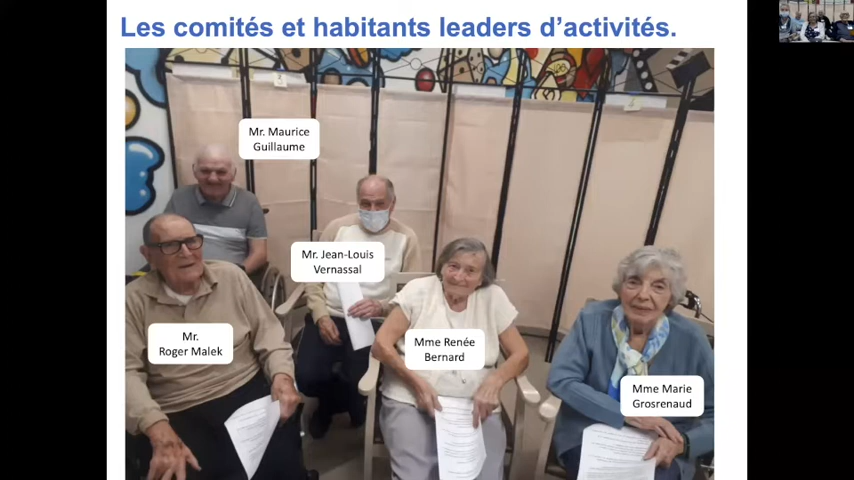 Les comités et habitants leaders d’activités.
Mr. Maurice
Guillaume
Mr. Jean-Louis
Vernassal
Mr.
Roger Malek
Mme Renée
Bernard
Mme Marie
Grosrenaud